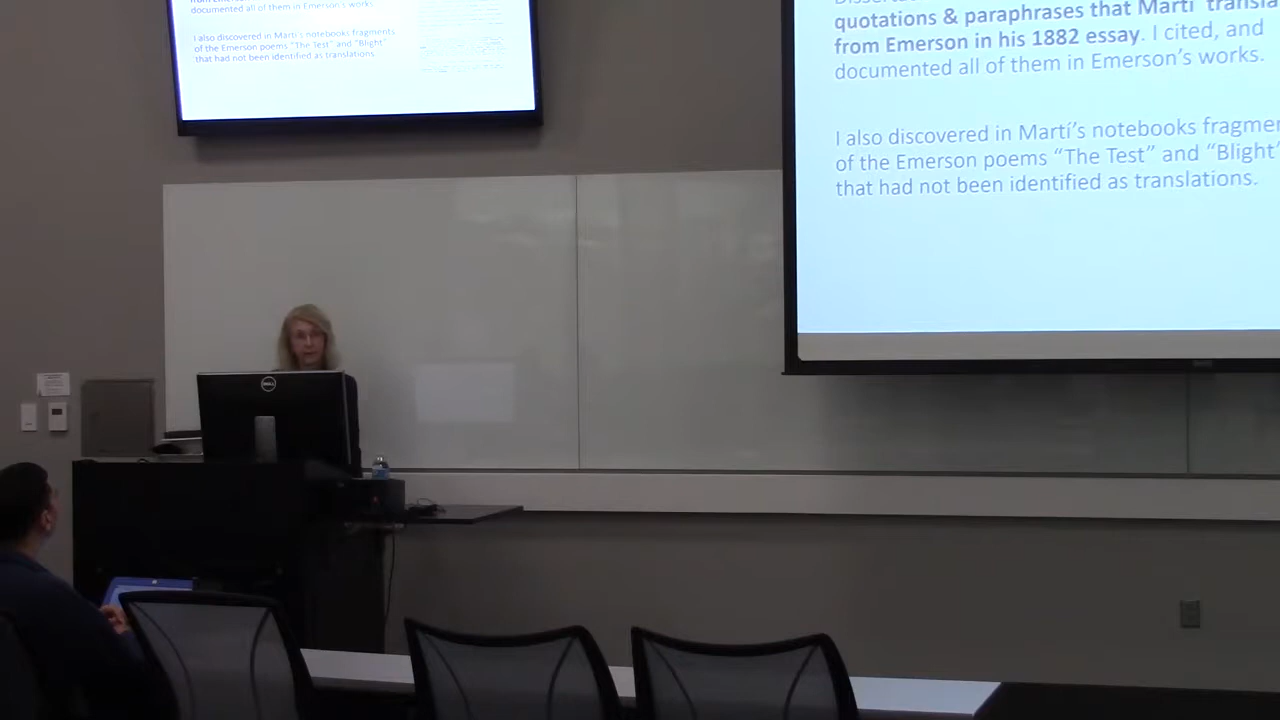 documented all of them in Emerson's works.
I also discovered in Martí's notebooks fragments
of the Emerson poems "The Test" and "Blight"
that had not been identified as translations.
quotations & paraphrases that Martí transla
from Emerson in his 1882 essay. I cited, and
documented all of them in Emerson's works.
I also discovered in Martí's notebooks fragmen
of the Emerson poems "The Test" and "Blight"
that had not been identified as translations.
DELL